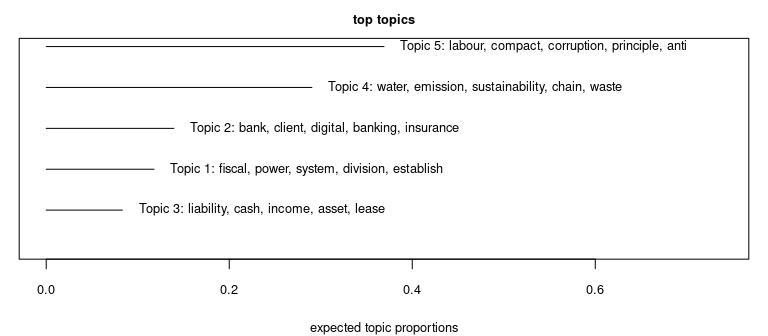 top topics
Topic 5: labour, compact, corruption, principle, anti
Topic 4: water, emission, sustainability, chain, waste
Topic 2: bank, client, digital, banking, insurance
Topic 1: fiscal, power, system, division, establish
Topic 3: liability, cash, income, asset, lease
0.0 0.2 0.4 0.6
expected topic proportions